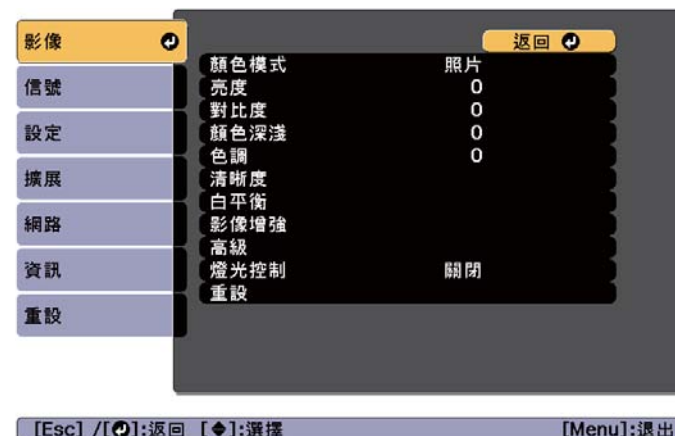 影像
返回
信號
設定
擴展
網路
資訊
重設
顏色模式 照片
亮度 0
對比度 0
顏色深淺 0
色調 0
清晰度
白平衡
影像增強
高級
燈光控制 關閉
重設
[Esc] /[]:返回 []:選擇 [Menu]:退出